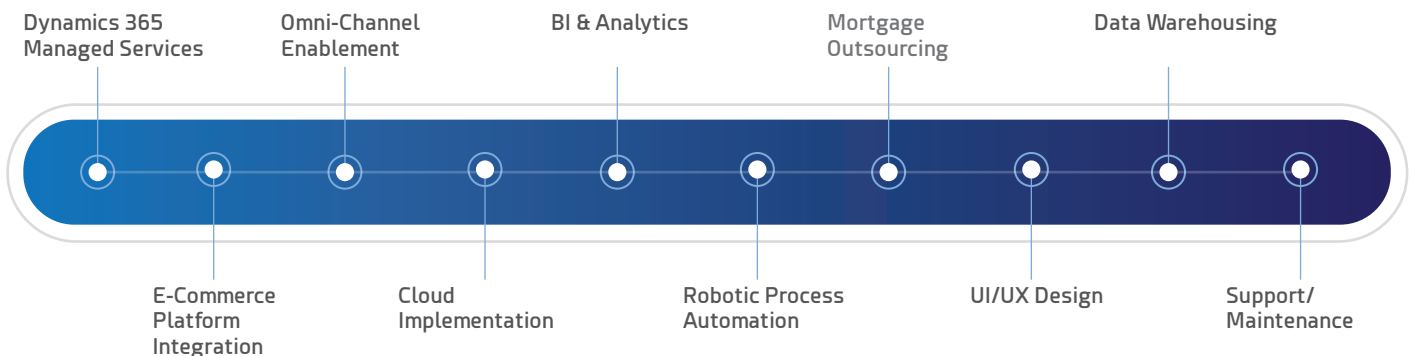 Dynamics 365
Managed Services
Omni-Channel
Enablement
BI & Analytics
Mortgage
Outsourcing
Data Warehousing
E-Commerce
Platform
Integration
Cloud
Implementation
Robotic Process
Automation
UI/UX Design
Support/
Maintenance